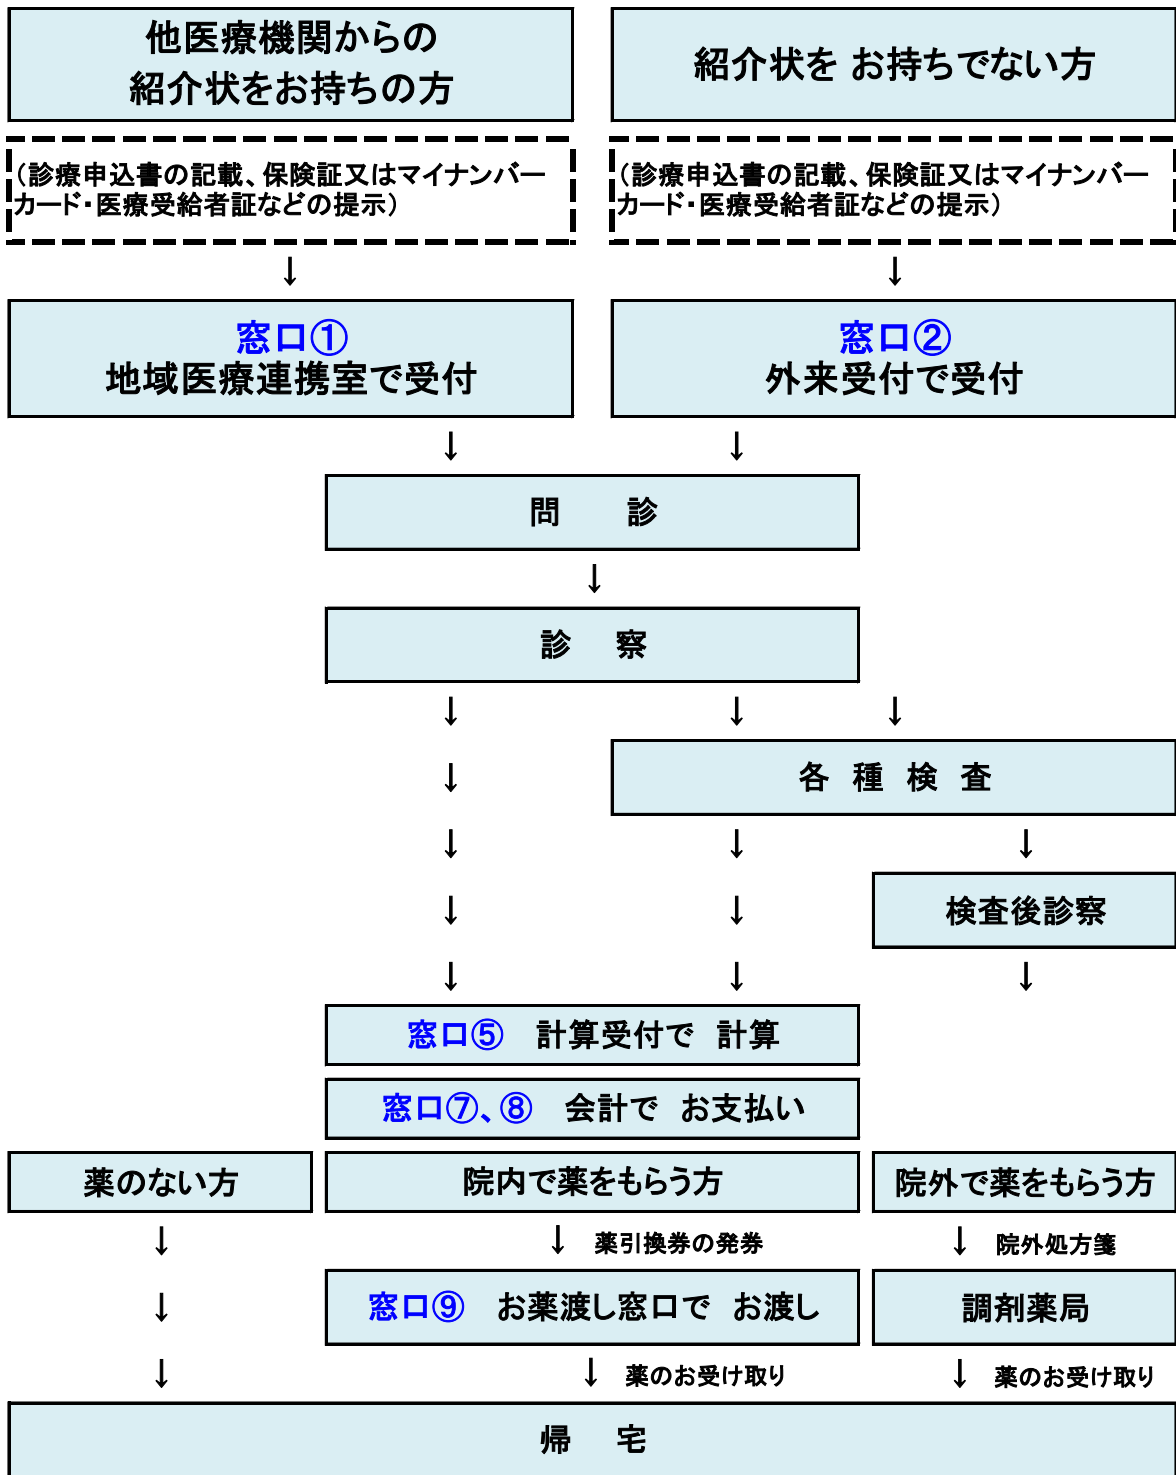 他医療機関からの
紹介状をお持ちの方
紹介状を お持ちでない方
(診療申込書の記載、保険証又はマイナンバー
カード・医療受給者証などの提示)
(診療申込書の記載、保険証又はマイナンバー
カード・医療受給者証などの提示)
↓
↓
窓口①
地域医療連携室で受付
窓口②
外来受付で受付
↓ ↓
問 診
↓
診 察
↓ ↓ ↓
↓
各 種 検 査
↓ ↓ ↓
↓ ↓
検査後診察
↓ ↓ ↓
窓口⑤ 計算受付で 計算
窓口⑦、⑧ 会計で お支払い
薬のない方
院内で薬をもらう方
院外で薬をもらう方
↓
↓ 薬引換券の発券
↓ 院外処方箋
↓
窓口⑨ お薬渡し窓口で お渡し
調剤薬局
↓
↓ 薬のお受け取り
↓ 薬のお受け取り
帰 宅